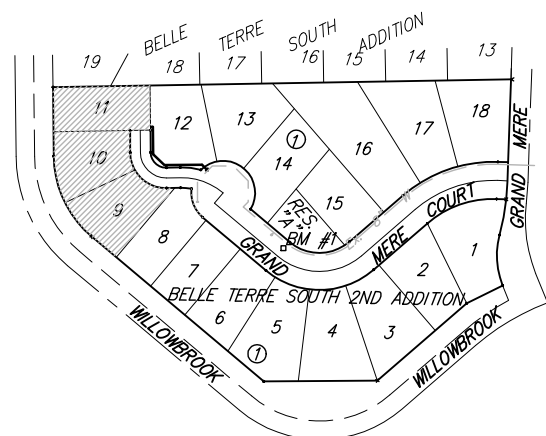 BELLE TERRE SOUTH ADDITION
19
18
17
16
15
14
13
11
12
13
1
14
16
17
18
10
9
15
RES.
"A"
BM #1
EX. 8" W
GRAND MERE COURT
GRAND MERE
8
7
6
5
4
3
2
1
BELLE TERRE SOUTH 2ND ADDITION
1
WILLOWBROOK
WILLOWBROOK